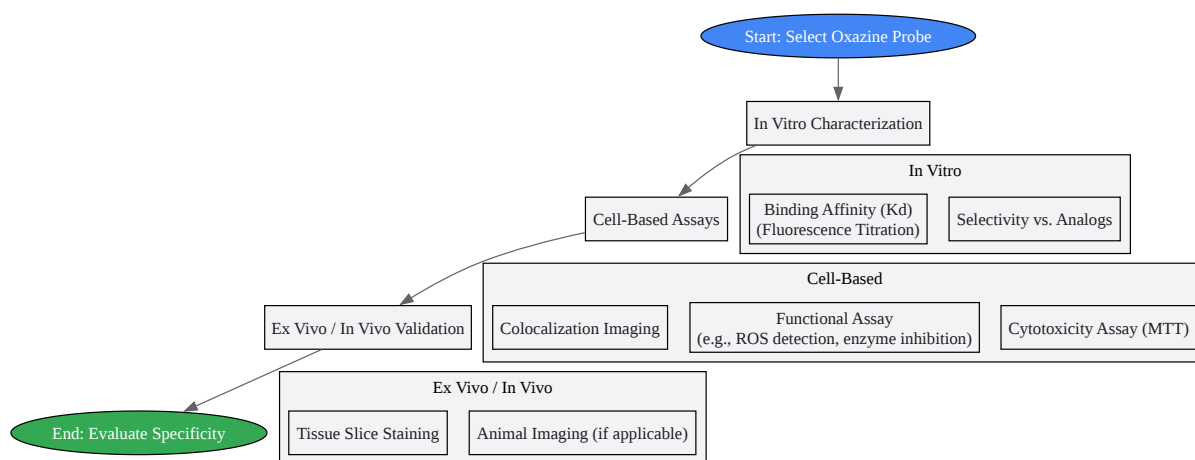 Start: Select Oxazine Probe
In Vitro Characterization
In Vitro
Binding Affinity (Kd)
(Fluorescence Titration)
Selectivity vs. Analogs
Cell-Based Assays
Cell-Based
Colocalization Imaging
Functional Assay
(e.g., ROS detection, enzyme inhibition)
Cytotoxicity Assay (MTT)
Ex Vivo / In Vivo Validation
Ex Vivo / In Vivo
Tissue Slice Staining
Animal Imaging (if applicable)
End: Evaluate Specificity